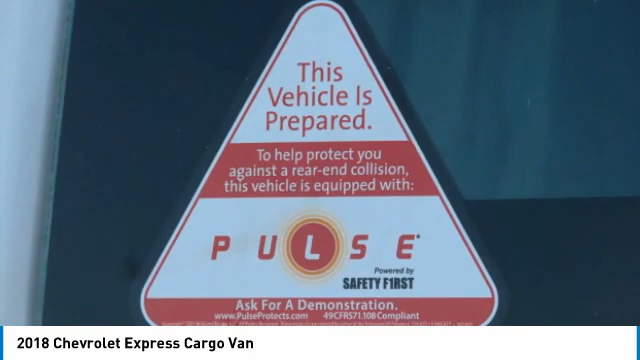 This
Vehicle Is
Prepared.
To help protect you
against a rear-end collision,
this vehicle is equipped with:
PULSE
Powered by
SAFETY F1RST
Ask For A Demonstration.
www.PulseProtects.com 49CFR571.108 Compliant
2018 Chevrolet Express Cargo Van